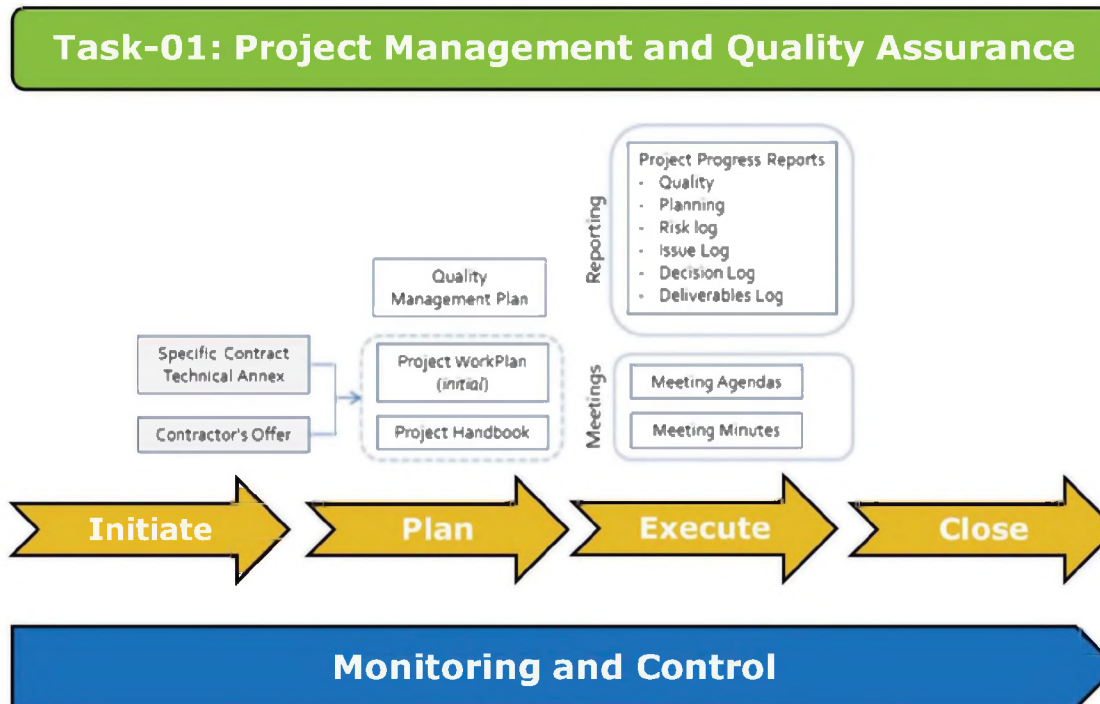 Task-01: Project Management and Quality Assurance
Reporting
Project Progress Reports
- Quality
- Planning
- Risk log
- Issue Log
- Decision Log
- Deliverables Log
Quality
Management Plan
Specific Contract
Technical Annex
Contractor's Offer
Project WorkPlan
(initial)
Project Handbook
Meetings
Meeting Agendas
Meeting Minutes
Initiate
Plan
Execute
Close
Monitoring and Control